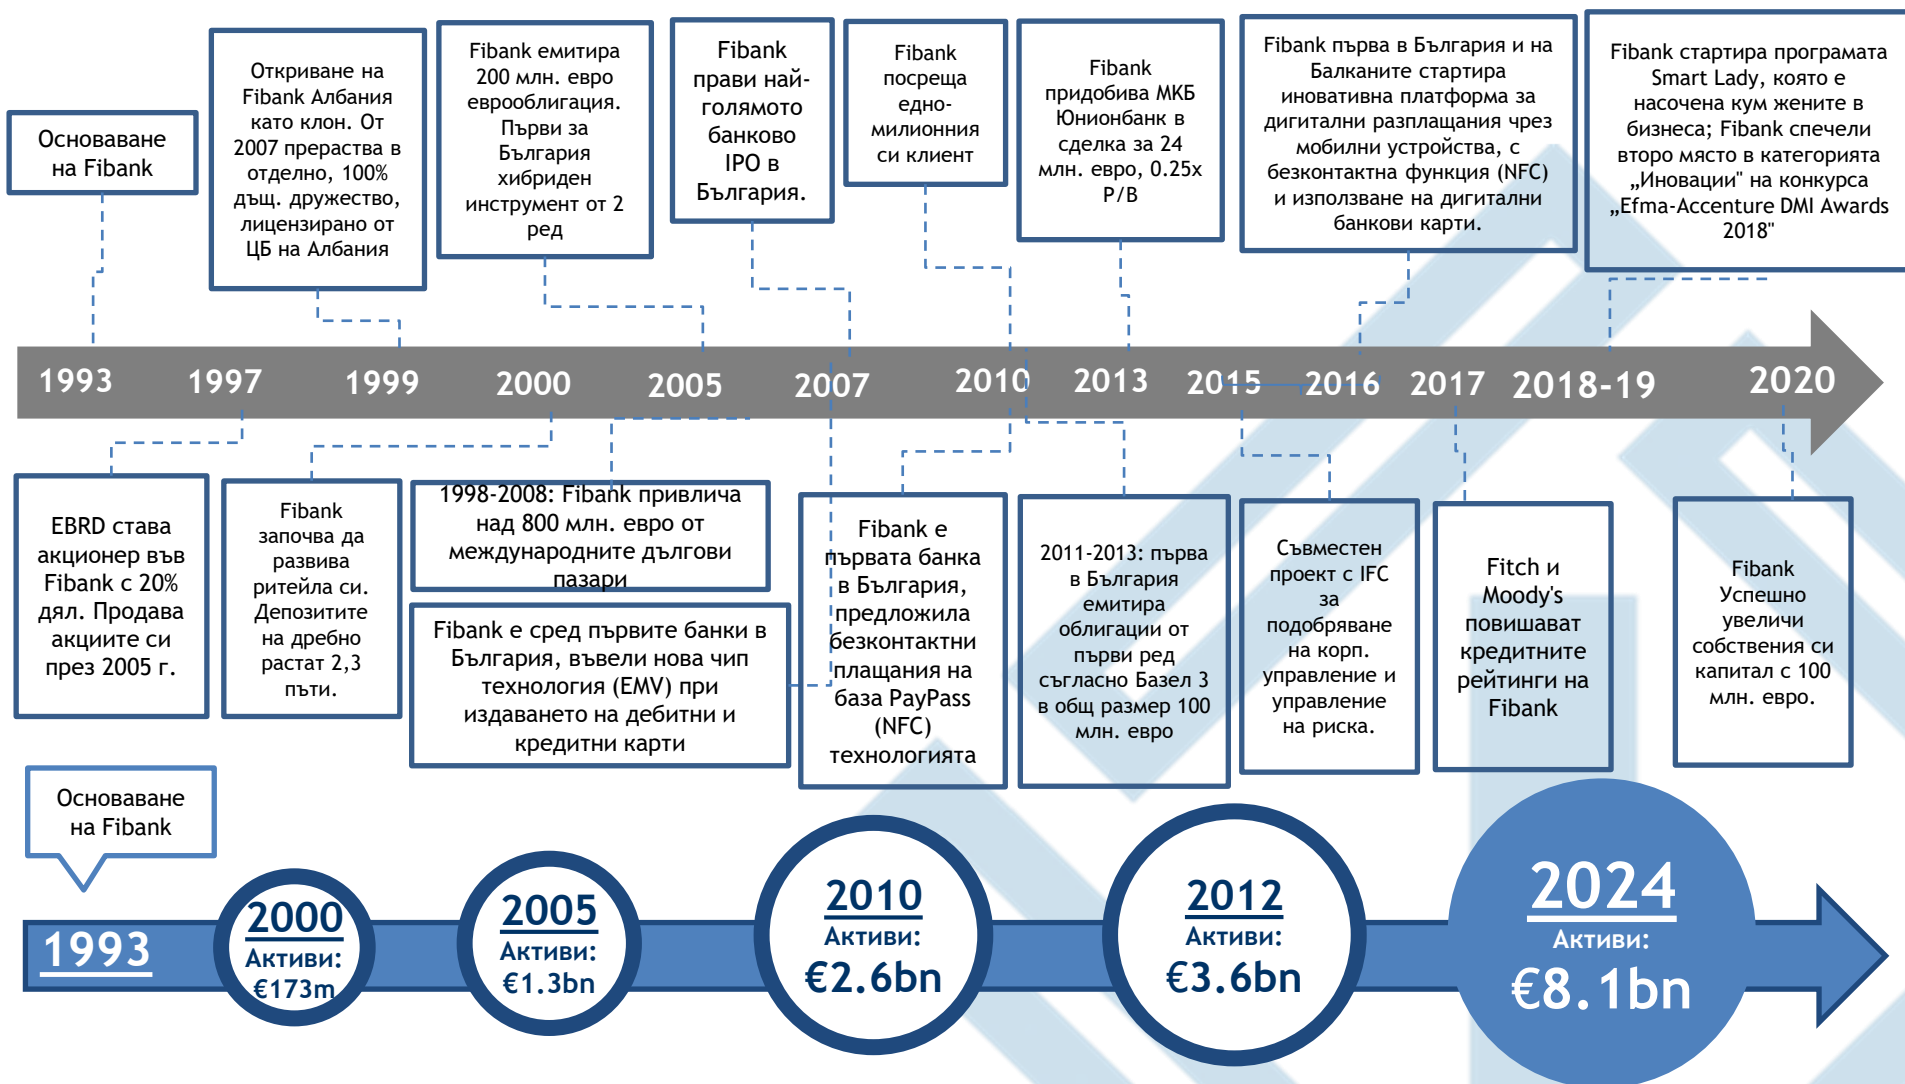 Основаване
на Fibank
Откриване на
Fibank Албания
като клон. От
2007 прераства в
отделно, 100%
дъщ. дружество,
лицензирано от
ЦБ на Албания
Fibank емитира
200 млн. евро
еврооблигация.
Първи за
България
хибриден
инструмент от 2
ред
Fibank
прави най-
голямото
банково
IPO в
България.
Fibank
посреща
едно-
милионния
си клиент
Fibank
придобива МКБ
Юнионбанк в
сделка за 24
млн. евро, 0.25x
P/B
Fibank първа в България и на
Балканите стартира
иновативна платформа за
дигитални разплащания чрез
мобилни устройства, с
безконтактна функция (NFC)
и използване на дигитални
банкови карти.
Fibank стартира програмата
Smart Lady, която е
насочена кум жените в
бизнеса; Fibank спечели
второ място в категорията
„Иновации" на конкурса
„Efma-Accenture DMI Awards
2018"
1993 1997 1999 2000 2005 2007 2010 2013 2015 2016 2017 2018-19 2020
EBRD става
акционер във
Fibank с 20%
дял. Продава
акциите си
през 2005 г.
Fibank
започва да
развива
ритейла си.
Депозитите
на дребно
растат 2,3
пъти.
1998-2008: Fibank привлича
над 800 млн. евро от
международните дългови
пазари
Fibank е сред първите банки в
България, въвели нова чип
технология (EMV) при
издаването на дебитни и
кредитни карти
Fibank е
първата банка
в България,
предложила
безконтактни
плащания на
база PayPass
(NFC)
технологията
2011-2013: първа
в България
емитира
облигации от
първи ред
съгласно Базел 3
в общ размер 100
млн. евро
Съвместен
проект с IFC
за
подобряване
на корп.
управление и
управление
на риска.
Fitch и
Moody's
повишават
кредитните
рейтинги на
Fibank
Fibank
Успешно
увеличи
собствения си
капитал с 100
млн. евро.
Основаване
на Fibank
1993
2000
Активи:
€173m
2005
Активи:
€1.3bn
2010
Активи:
€2.6bn
2012
Активи:
€3.6bn
2024
Активи:
€8.1bn